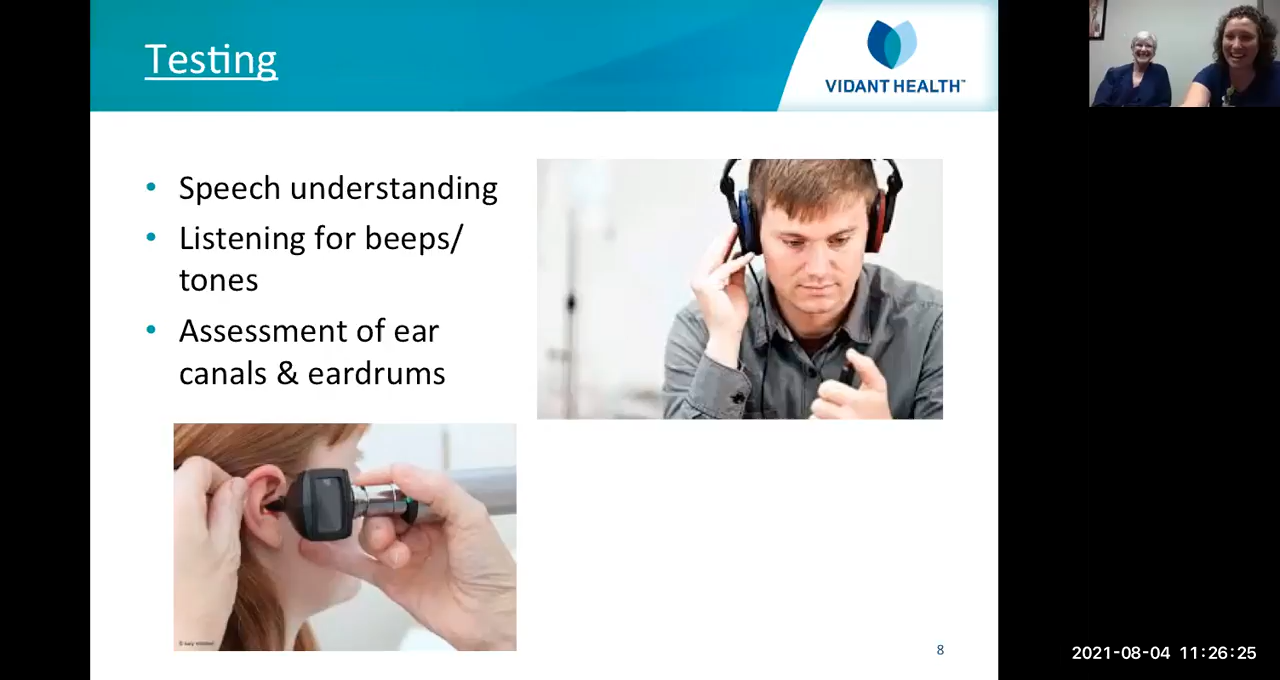 Testing
VIDANT HEALTH™
• Speech understanding
• Listening for beeps/
tones
• Assessment of ear
canals & eardrums
8
2021-08-04 11:26:25